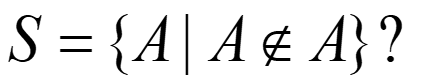 S = {A | A ∉ A}?